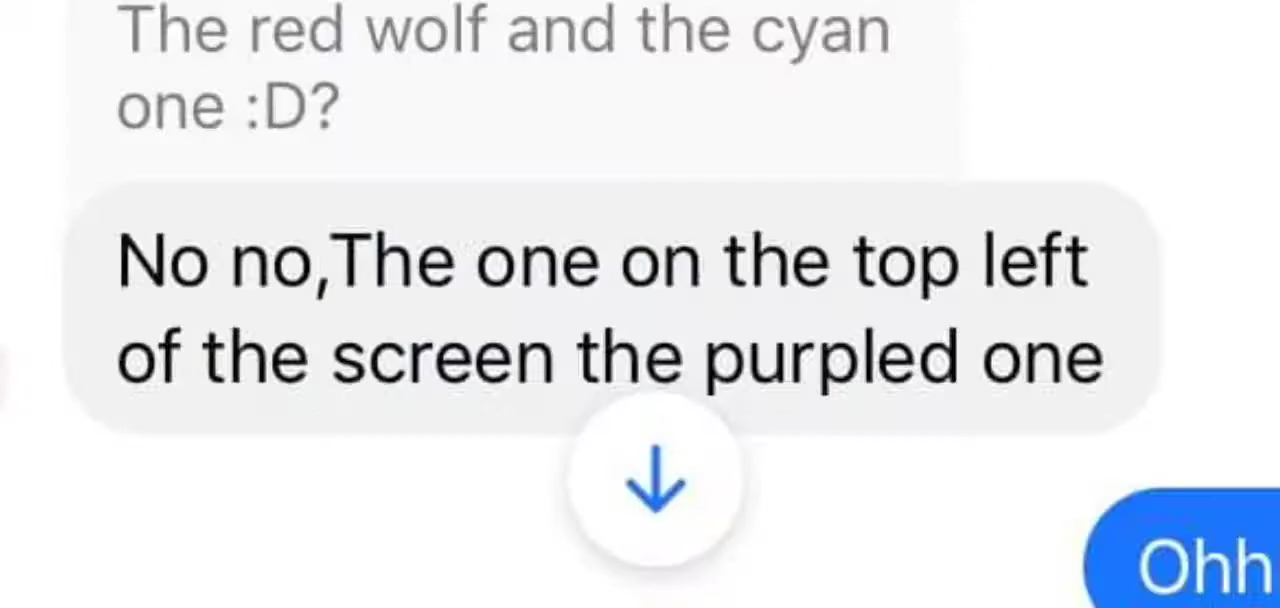 The red wolf and the cyan
one :D?
No no,The one on the top left
of the screen the purpled one
Ohh